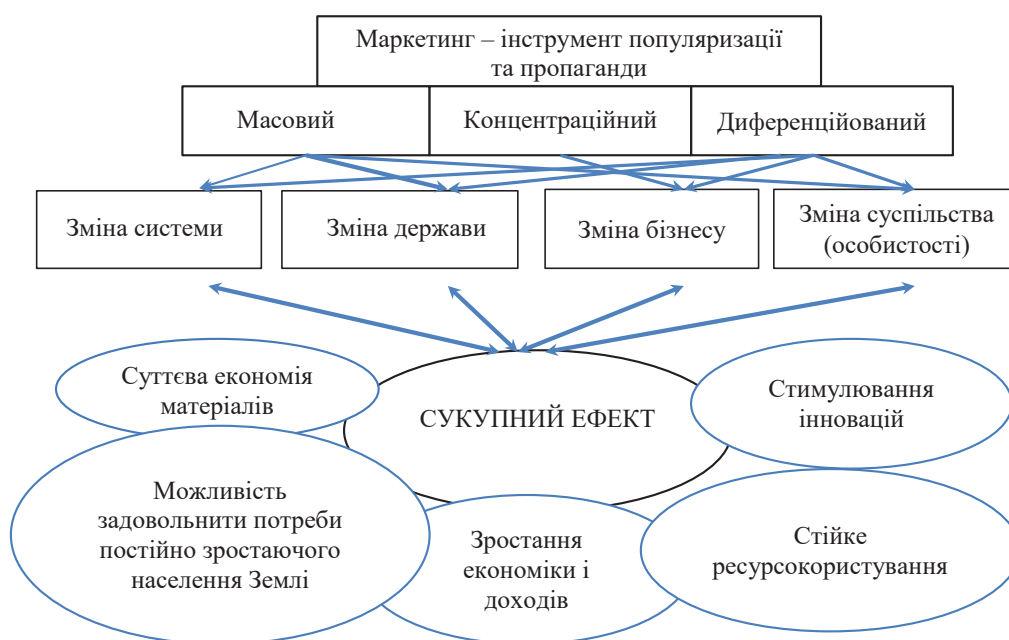 Маркетинг – інструмент популяризації
та пропаганди
Масовий
Концентраційний
Диференційований
Зміна системи
Зміна держави
Зміна бізнесу
Зміна суспільства
(особистості)
Суттєва економія
матеріалів
СУКУПНИЙ ЕФЕКТ
Стимулювання
інновацій
Можливість
задовольнити потреби
постійно зростаючого
населення Землі
Зростання
економіки і
доходів
Стійке
ресурсокористування